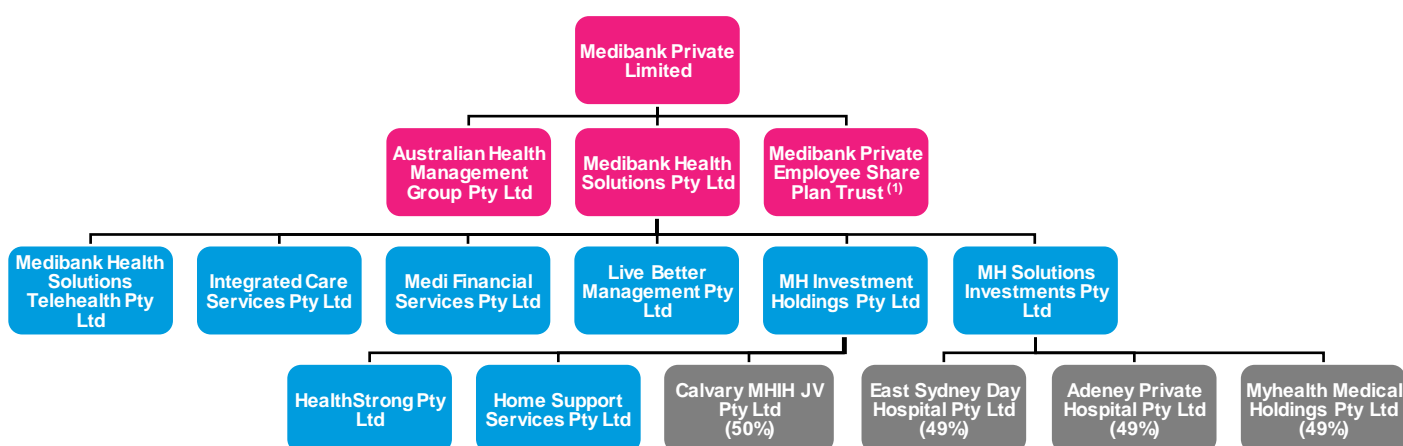 Medibank Private
Limited
Australian Health
Management
Group Pty Ltd
Medibank Health
Solutions Pty Ltd
Medibank Private
Employee Share
Plan Trust (1)
Medibank Health
Solutions
Telehealth Pty
Ltd
Integrated Care
Services Pty Ltd
Medi Financial
Services Pty Ltd
Live Better
Management Pty
Ltd
MH Investment
Holdings Pty Ltd
MH Solutions
Investments Pty
Ltd
HealthStrong Pty
Ltd
Home Support
Services Pty Ltd
Calvary MHIH JV
Pty Ltd
(50%)
East Sydney Day
Hospital Pty Ltd
(49%)
Adeney Private
Hospital Pty Ltd
(49%)
Myhealth Medical
Holdings Pty Ltd
(49%)